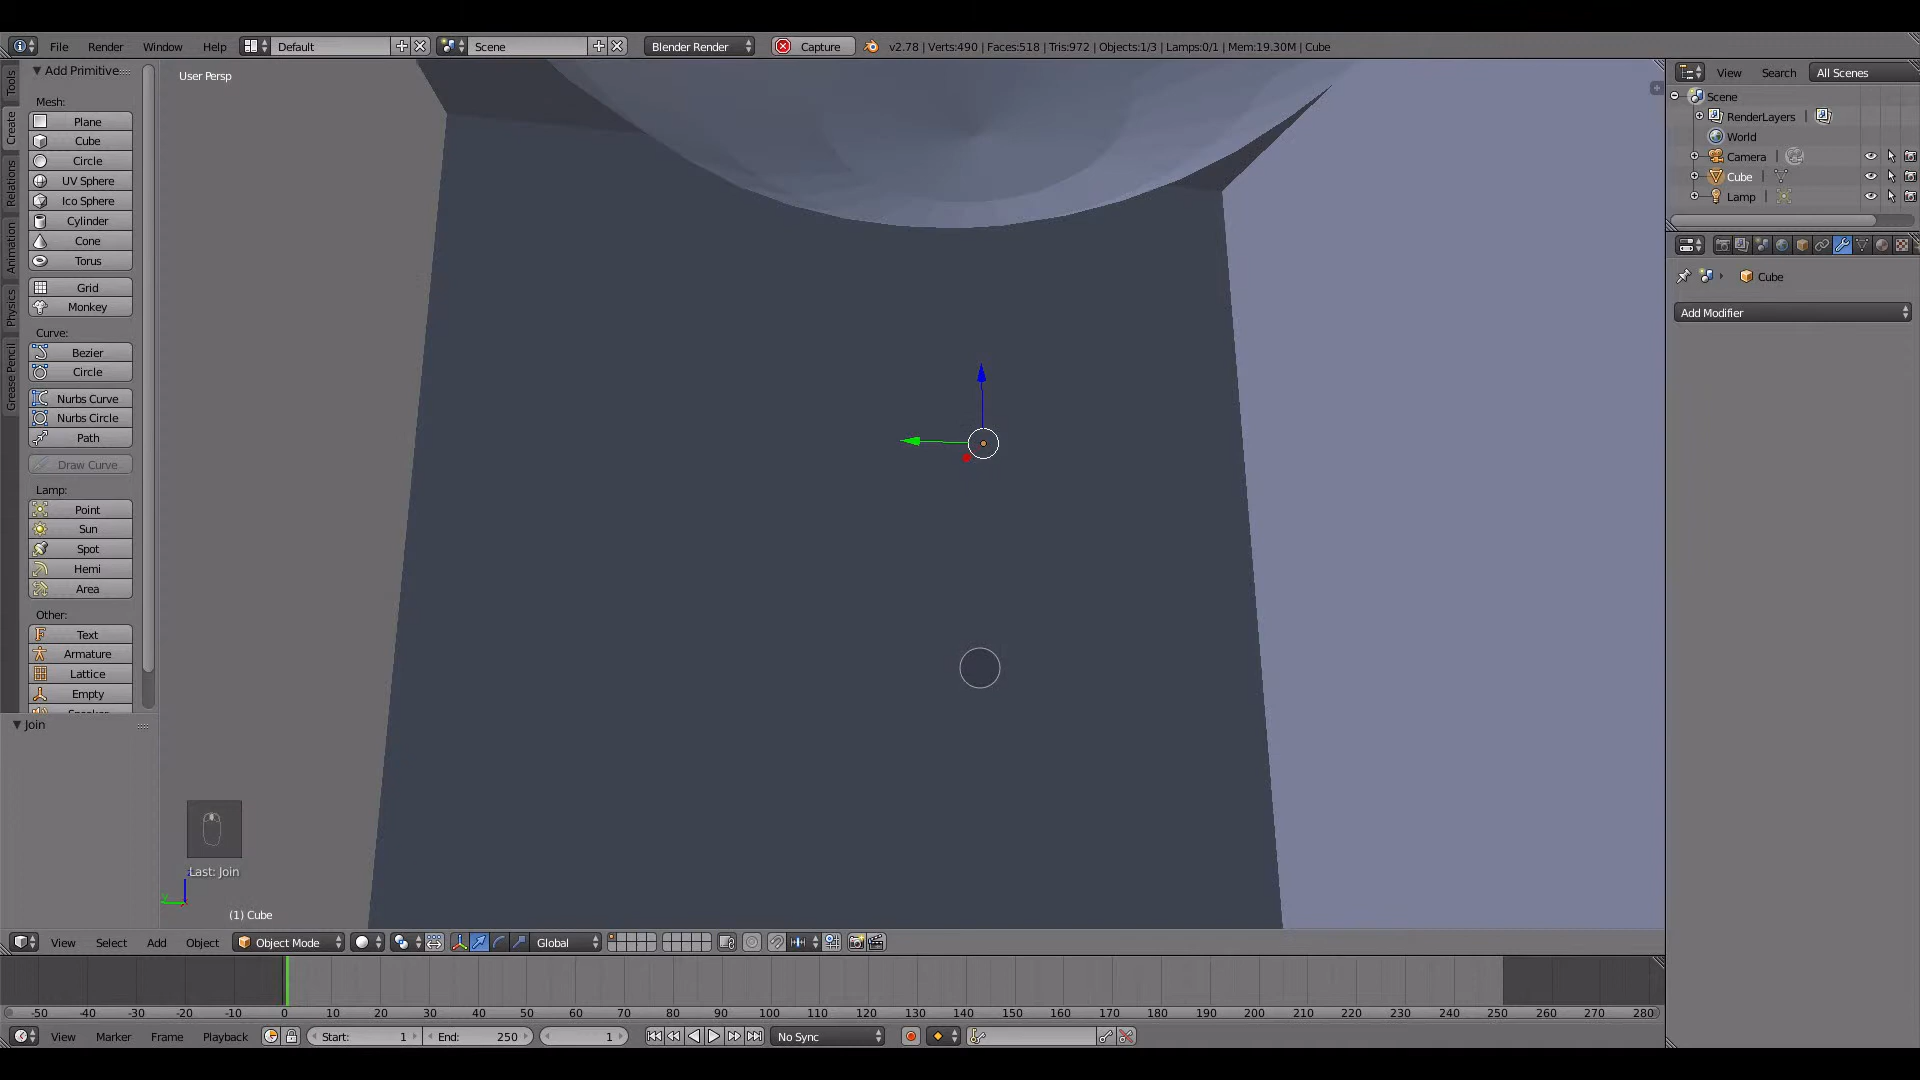 File Render Window Help Default Scene Blender Render Capture v2.78 | Verts:490 | Faces:518 | Tris:972 | Objects:1/3 | Lamps:0/1 | Mem:19.30M | Cube
Tools
Create
Relations
Animation
Physics
Grease Pencil
Add Primitive
Mesh:
Plane
Cube
Circle
UV Sphere
Ico Sphere
Cylinder
Cone
Torus
Grid
Monkey
Curve:
Bezier
Circle
Nurbs Curve
Nurbs Circle
Path
Draw Curve
Lamp:
Point
Sun
Spot
Hemi
Area
Other:
Text
Armature
Lattice
Empty
Join
User Persp
Last: Join
(1) Cube
View Search All Scenes
Scene
RenderLayers
World
Camera
Cube
Lamp
Cube
Add Modifier
View Select Add Object Object Mode Global
-50 -40 -30 -20 -10 0 10 20 30 40 50 60 70 80 90 100 110 120 130 140 150 160 170 180 190 200 210 220 230 240 250 260 270 280
View Marker Frame Playback Start: 1 End: 250 1 No Sync